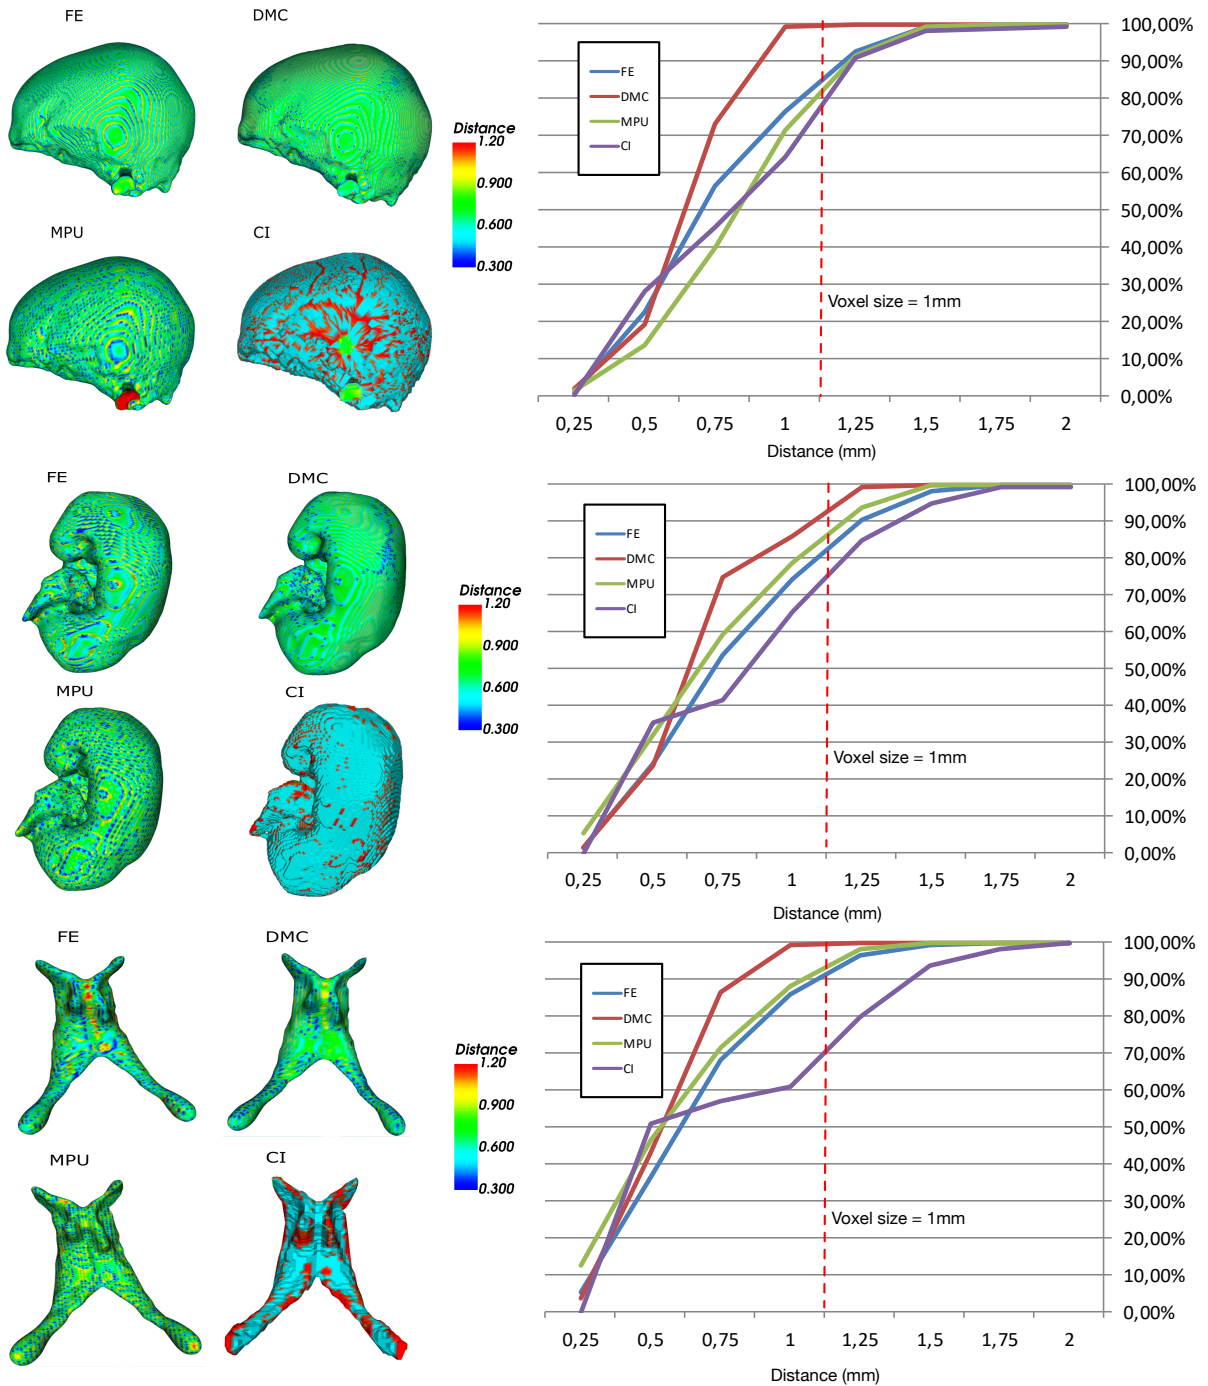 FE
DMC
Distance
1.20
0.900
0.600
0.300
MPU
CI
FE
DMC
MPU
CI
100,00%
90,00%
80,00%
70,00%
60,00%
50,00%
40,00%
30,00%
20,00%
10,00%
0,00%
Voxel size = 1mm
0,25 0,5 0,75 1 1,25 1,5 1,75 2
Distance (mm)
FE
DMC
Distance
1.20
0.900
0.600
0.300
MPU
CI
FE
DMC
MPU
CI
100,00%
90,00%
80,00%
70,00%
60,00%
50,00%
40,00%
30,00%
20,00%
10,00%
0,00%
Voxel size = 1mm
0,25 0,5 0,75 1 1,25 1,5 1,75 2
Distance (mm)
FE
DMC
Distance
1.20
0.900
0.600
0.300
MPU
CI
FE
DMC
MPU
CI
100,00%
90,00%
80,00%
70,00%
60,00%
50,00%
40,00%
30,00%
20,00%
10,00%
0,00%
Voxel size = 1mm
0,25 0,5 0,75 1 1,25 1,5 1,75 2
Distance (mm)